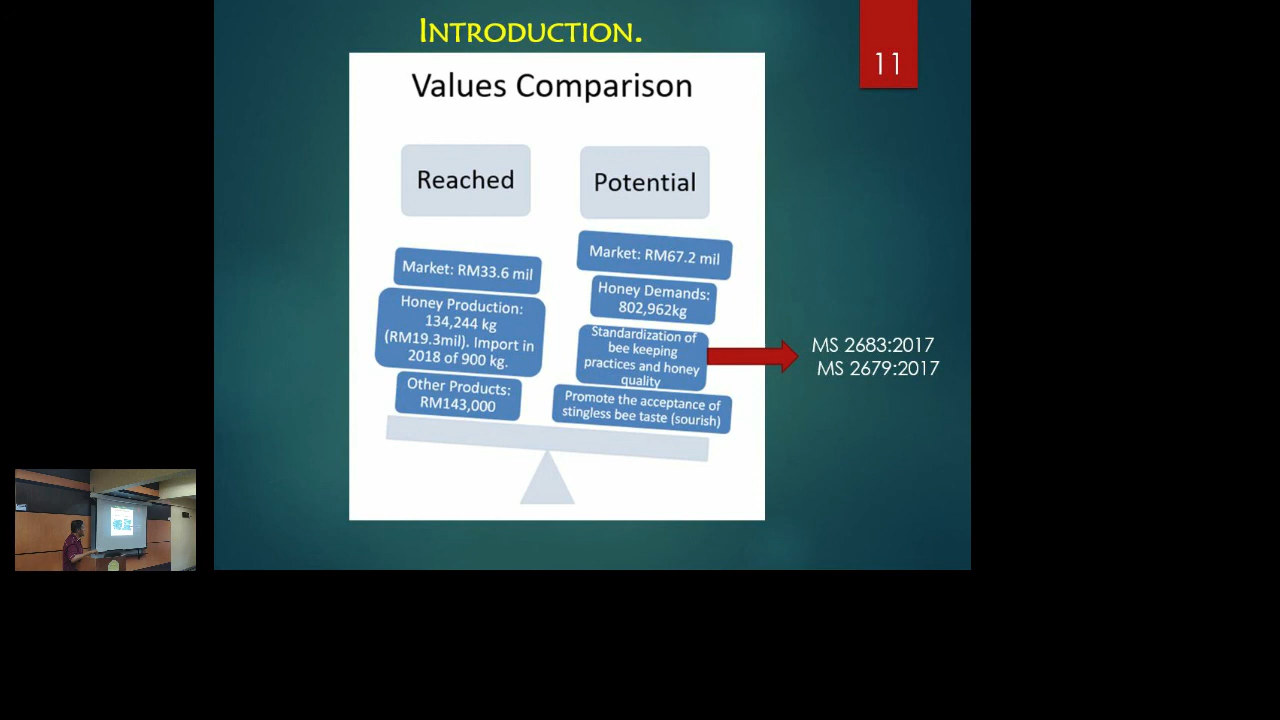 INTRODUCTION.
11
Values Comparison
Reached
Market: RM33.6 mil
Honey Production:
134,244 kg
(RM19.3mil). Import in
2018 of 900 kg.
Other Products:
RM143,000
Potential
Market: RM67.2 mil
Honey Demands:
802,962kg
Standardization of
bee keeping
practices and honey
quality
Promote the acceptance of
stingless bee taste (sourish)
MS 2683:2017
MS 2679:2017